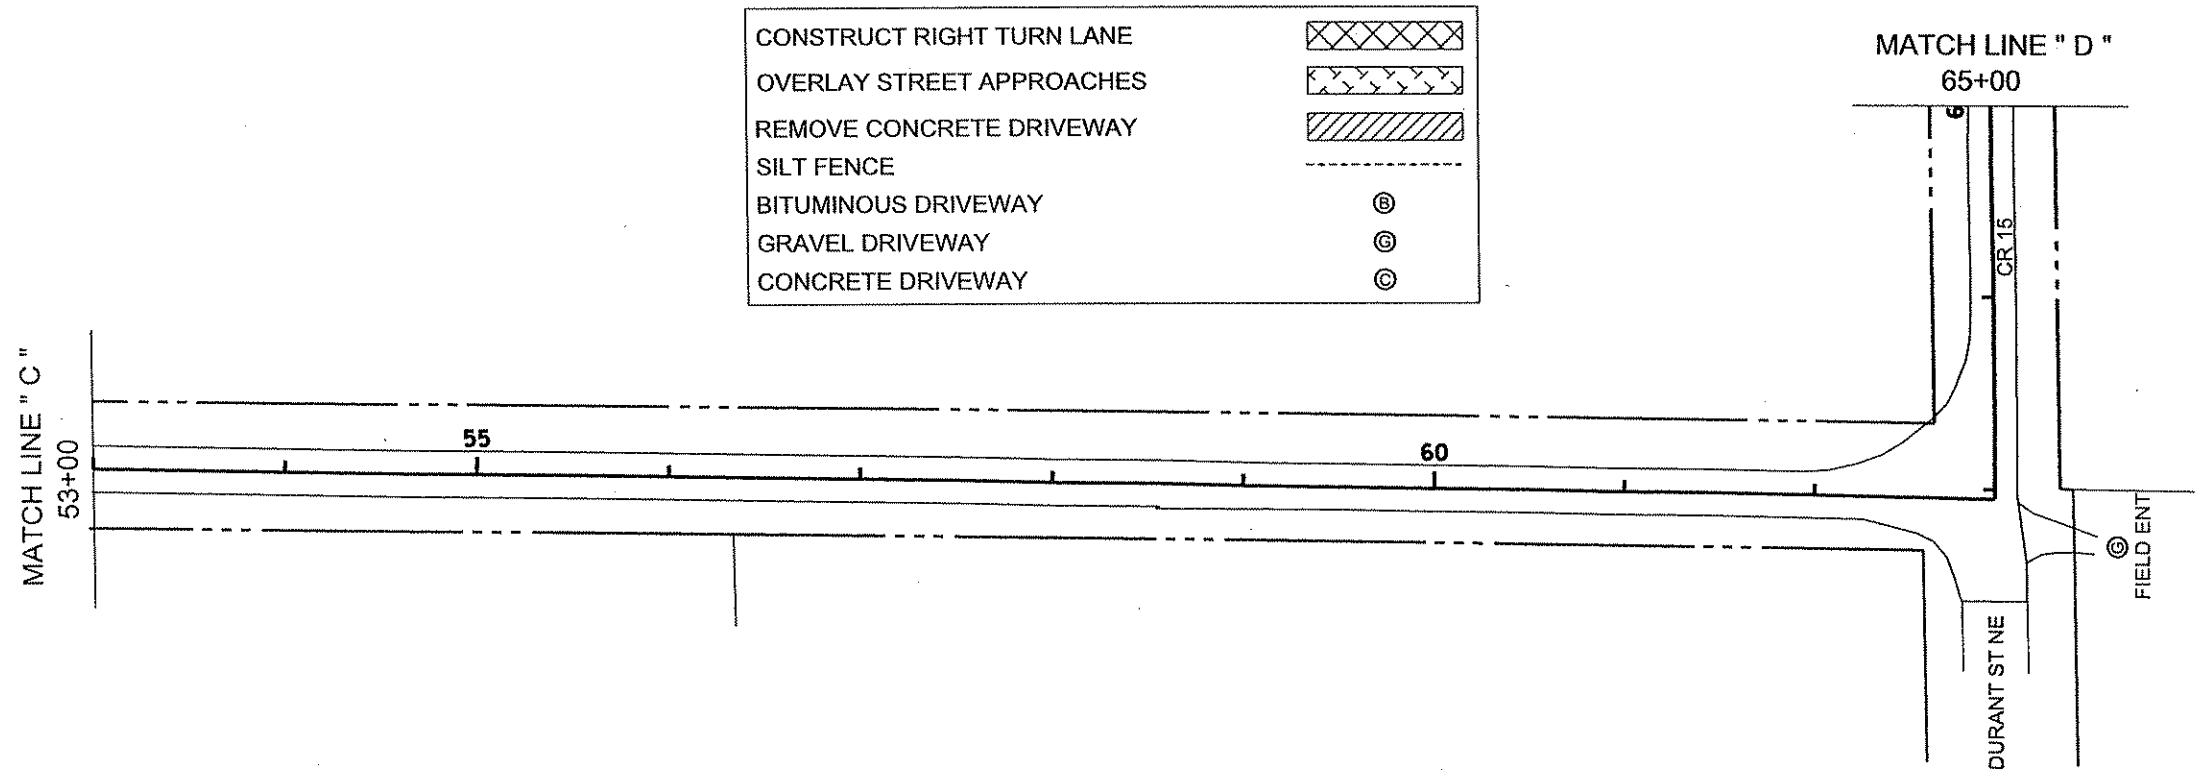 CONSTRUCT RIGHT TURN LANE
OVERLAY STREET APPROACHES
REMOVE CONCRETE DRIVEWAY
SILT FENCE
BITUMINOUS DRIVEWAY B
GRAVEL DRIVEWAY G
CONCRETE DRIVEWAY C
MATCH LINE " D "
65+00
6
CR 15
MATCH LINE " C "
53+00
55
60
G
FIELD ENT
DURANT ST NE